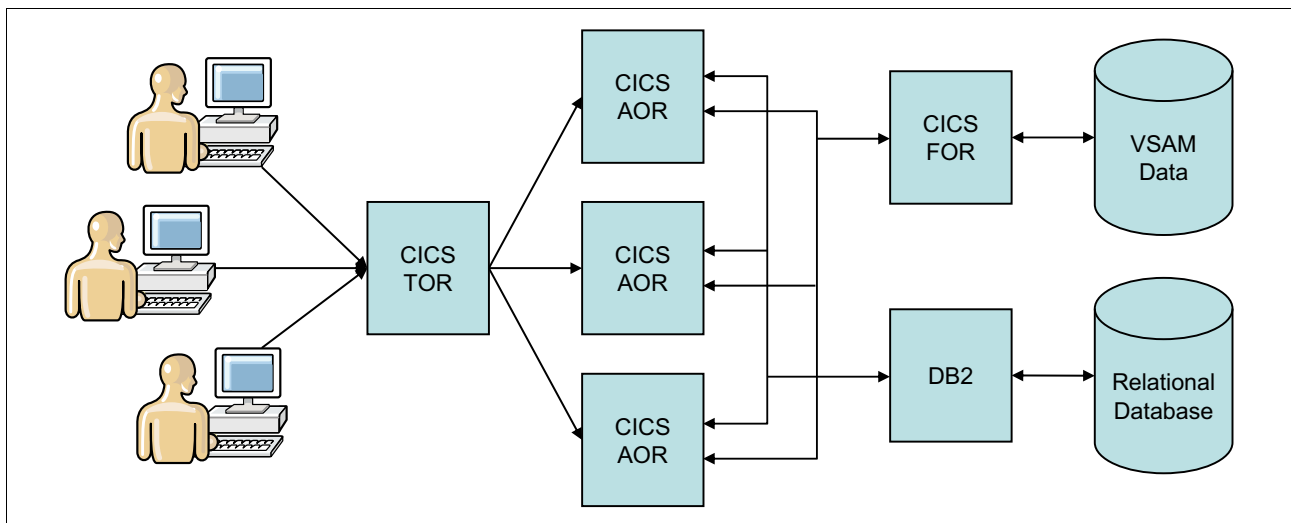 CICS
TOR
CICS
AOR
CICS
AOR
CICS
AOR
CICS
FOR
DB2
VSAM
Data
Relational
Database